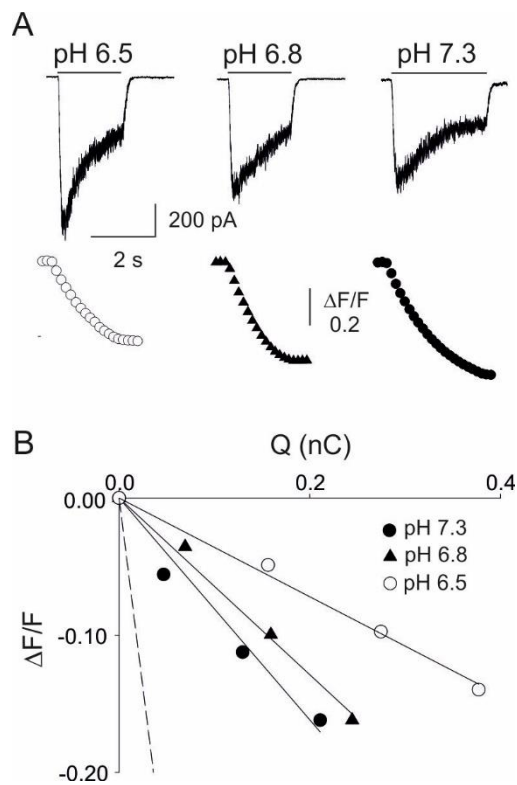 A
pH 6.5 pH 6.8 pH 7.3
200 pA
2 s
ΔF/F
0.2
B
Q (nC)
0.0 0.2 0.4
0.00
pH 7.3
pH 6.8
pH 6.5
-0.10
ΔF/F
-0.20